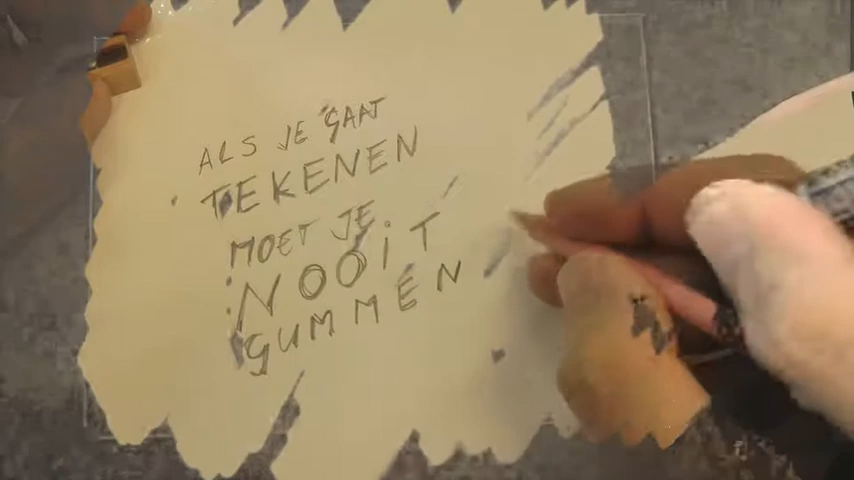 ALS JE GAAT
TEKENEN
MOET JE
NOOiT
GUMMEN